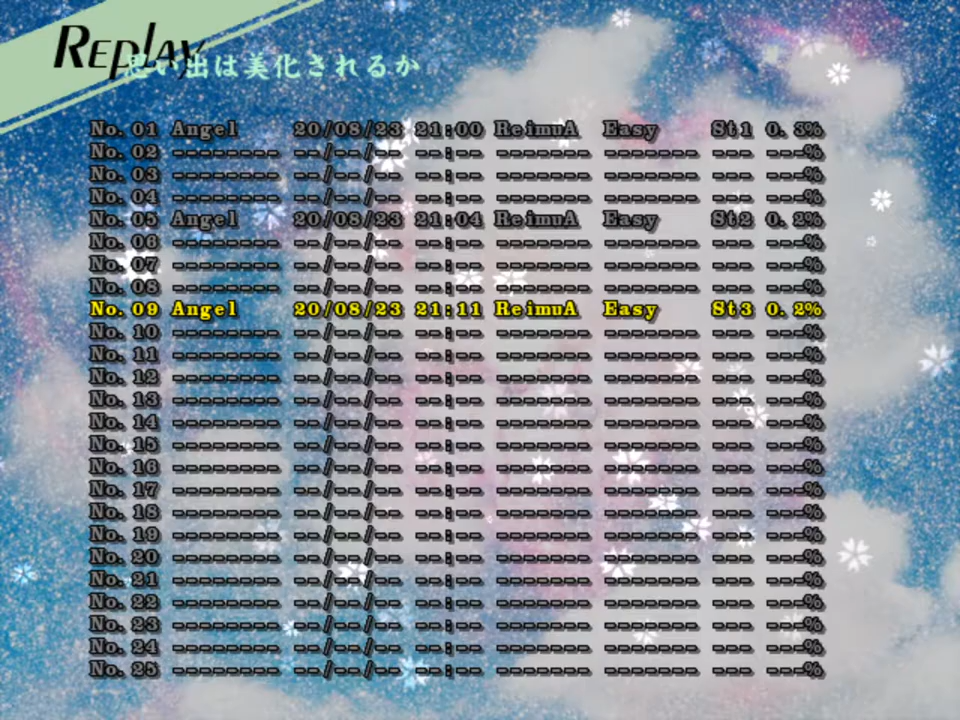 Replay
思い出は美化されるか
No. 01 Angel 20/08/23 21:00 ReimuA Easy St1 0. 3%
No. 02 -------- --/--/-- --:-- ------- ------- --- ---%
No. 03 -------- --/--/-- --:-- ------- ------- --- ---%
No. 04 -------- --/--/-- --:-- ------- ------- --- ---%
No. 05 Angel 20/08/23 21:04 ReimuA Easy St2 0. 2%
No. 06 -------- --/--/-- --:-- ------- ------- --- ---%
No. 07 -------- --/--/-- --:-- ------- ------- --- ---%
No. 08 -------- --/--/-- --:-- ------- ------- --- ---%
No. 09 Angel 20/08/23 21:11 ReimuA Easy St3 0. 2%
No. 10 -------- --/--/-- --:-- ------- ------- --- ---%
No. 11 -------- --/--/-- --:-- ------- ------- --- ---%
No. 12 -------- --/--/-- --:-- ------- ------- --- ---%
No. 13 -------- --/--/-- --:-- ------- ------- --- ---%
No. 14 -------- --/--/-- --:-- ------- ------- --- ---%
No. 15 -------- --/--/-- --:-- ------- ------- --- ---%
No. 16 -------- --/--/-- --:-- ------- ------- --- ---%
No. 17 -------- --/--/-- --:-- ------- ------- --- ---%
No. 18 -------- --/--/-- --:-- ------- ------- --- ---%
No. 19 -------- --/--/-- --:-- ------- ------- --- ---%
No. 20 -------- --/--/-- --:-- ------- ------- --- ---%
No. 21 -------- --/--/-- --:-- ------- ------- --- ---%
No. 22 -------- --/--/-- --:-- ------- ------- --- ---%
No. 23 -------- --/--/-- --:-- ------- ------- --- ---%
No. 24 -------- --/--/-- --:-- ------- ------- --- ---%
No. 25 -------- --/--/-- --:-- ------- ------- --- ---%